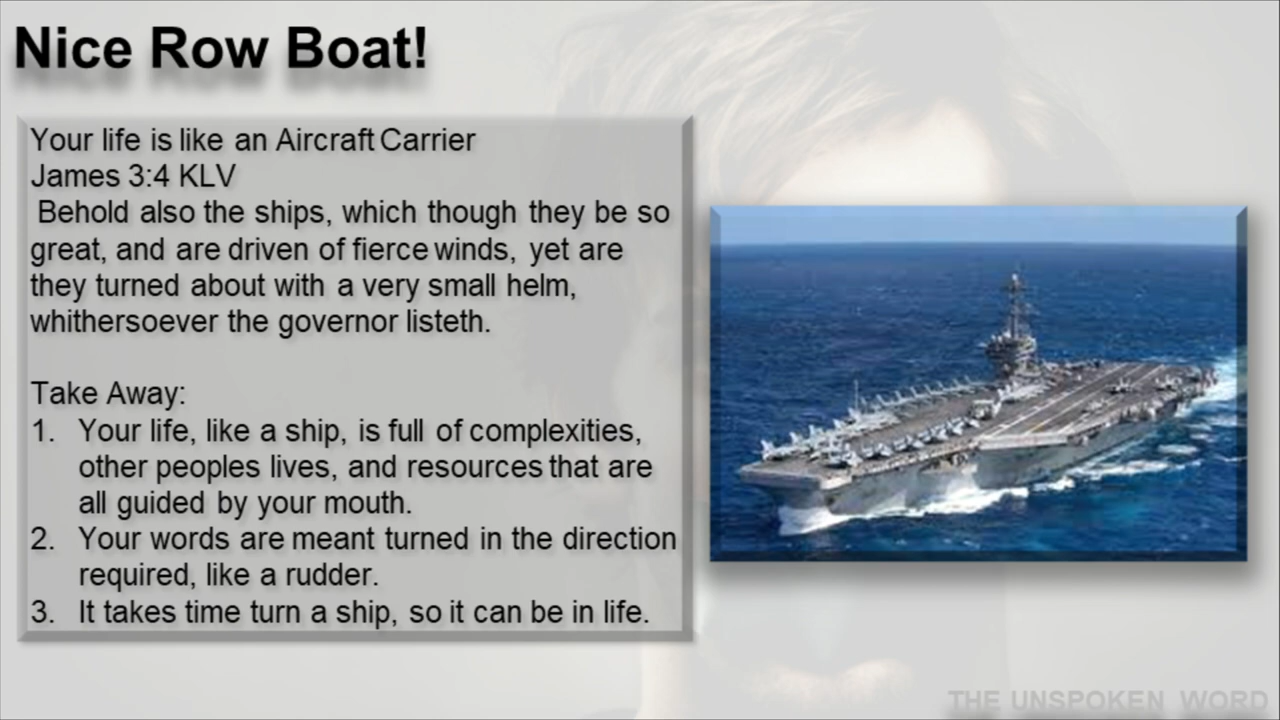 Nice Row Boat!
Your life is like an Aircraft Carrier
James 3:4 KLV
Behold also the ships, which though they be so
great, and are driven of fierce winds, yet are
they turned about with a very small helm,
whithersoever the governor listeth.
Take Away:
1. Your life, like a ship, is full of complexities,
other peoples lives, and resources that are
all guided by your mouth.
2. Your words are meant turned in the direction
required, like a rudder.
3. It takes time turn a ship, so it can be in life.
THE UNSPOKEN WORD